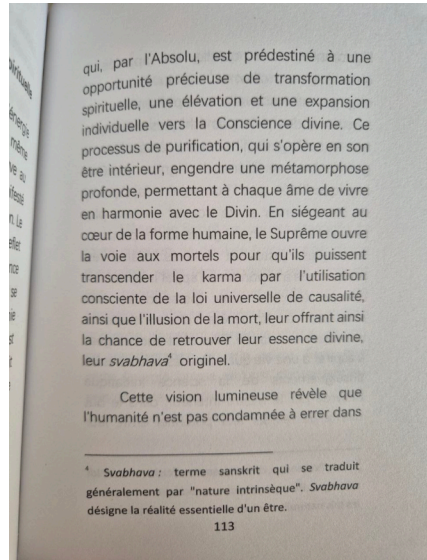 qui, par l'Absolu, est prédestiné à une
opportunité précieuse de transformation
spirituelle, une élévation et une expansion
individuelle vers la Conscience divine. Ce
processus de purification, qui s'opère en son
être intérieur, engendre une métamorphose
profonde, permettant à chaque âme de vivre
en harmonie avec le Divin. En siégeant au
cœur de la forme humaine, le Suprême ouvre
la voie aux mortels pour qu'ils puissent
transcender le karma par l'utilisation
consciente de la loi universelle de causalité,
ainsi que l'illusion de la mort, leur offrant ainsi
la chance de retrouver leur essence divine,
leur svabhava⁴ originel.
Cette vision lumineuse révèle que
l'humanité n'est pas condamnée à errer dans
⁴ Svabhava : terme sanskrit qui se traduit
généralement par "nature intrinsèque". Svabhava
désigne la réalité essentielle d'un être.
113